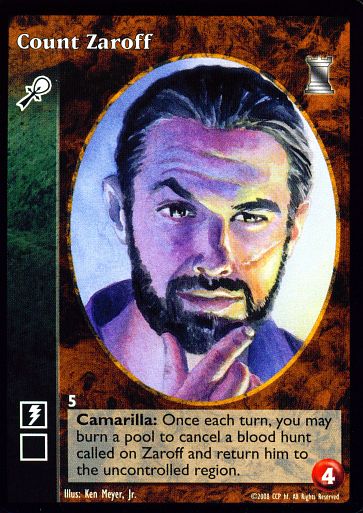 Count Zaroff
5
Camarilla: Once each turn, you may
burn a pool to cancel a blood hunt
called on Zaroff and return him to
the uncontrolled region.
4
Illus: Ken Meyer, Jr.
©2008 CCP hf. All Rights Reserved